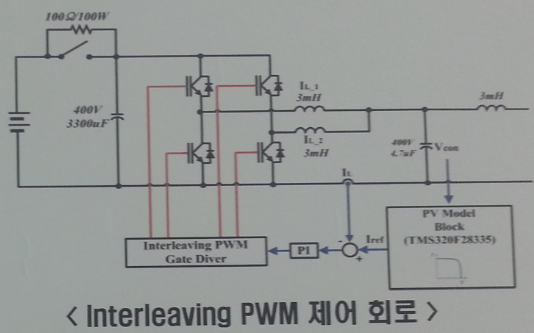 100Ω/100W
400V
3300uF
IL_1
3mH
IL_2
3mH
3mH
400V
4.7uF
Vcon
IL
PV Model
Block
(TMS320F28335)
Iref
-
+
PI
Interleaving PWM
Gate Diver
< Interleaving PWM 제어 회로 >